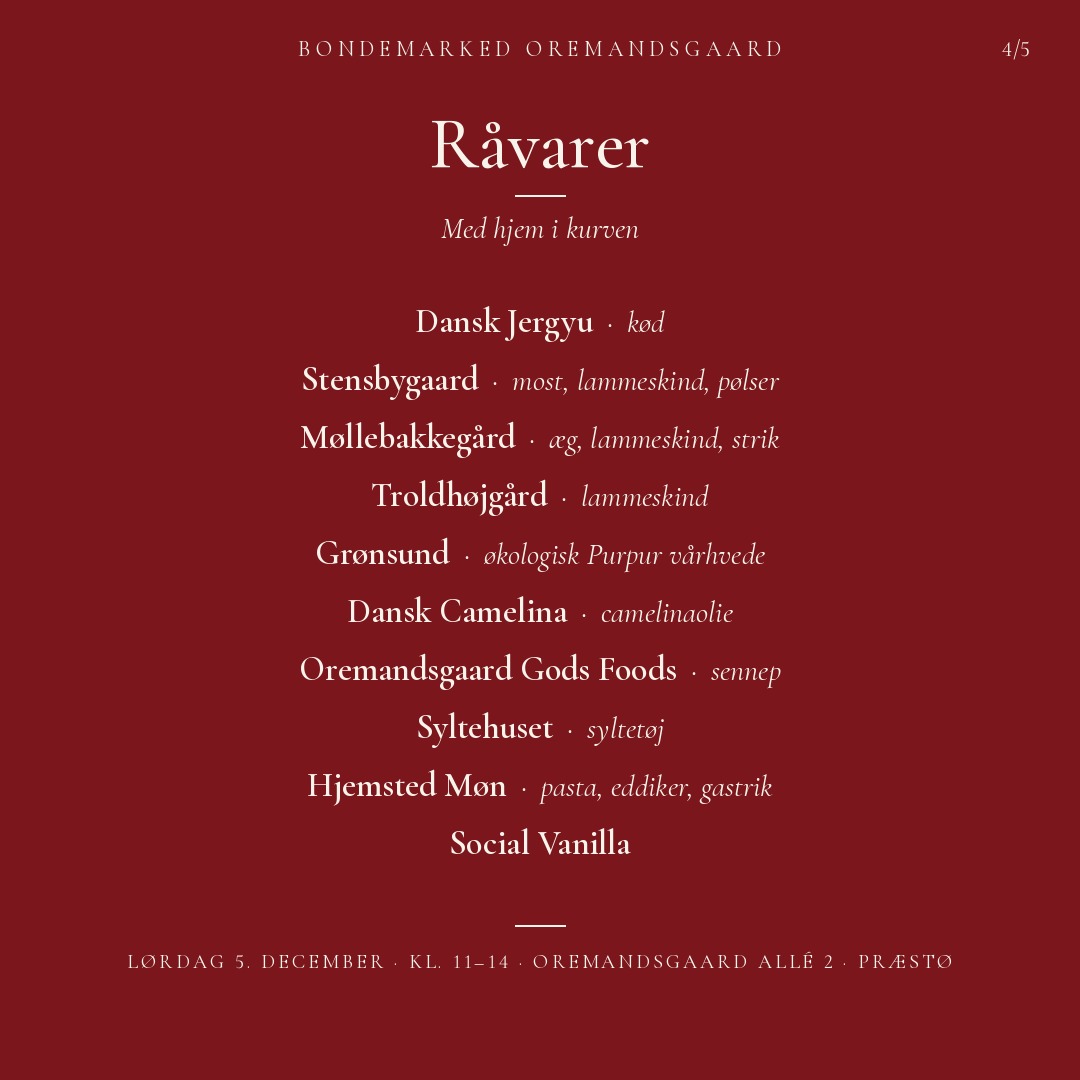 BONDEMARKED OREMANDSGAARD
4/5
Råvarer
Med hjem i kurven
Dansk Jergyu · kød
Stensbygaard · most, lammeskind, pølser
Møllebakkegård · æg, lammeskind, strik
Troldhøjgård · lammeskind
Grønsund · økologisk Purpur vårhvede
Dansk Camelina · camelinaolie
Oremandsgaard Gods Foods · sennep
Syltehuset · syltetøj
Hjemsted Møn · pasta, eddiker, gastrik
Social Vanilla
LØRDAG 5. DECEMBER · KL. 11–14 · OREMANDSGAARD ALLÉ 2 · PRÆSTØ